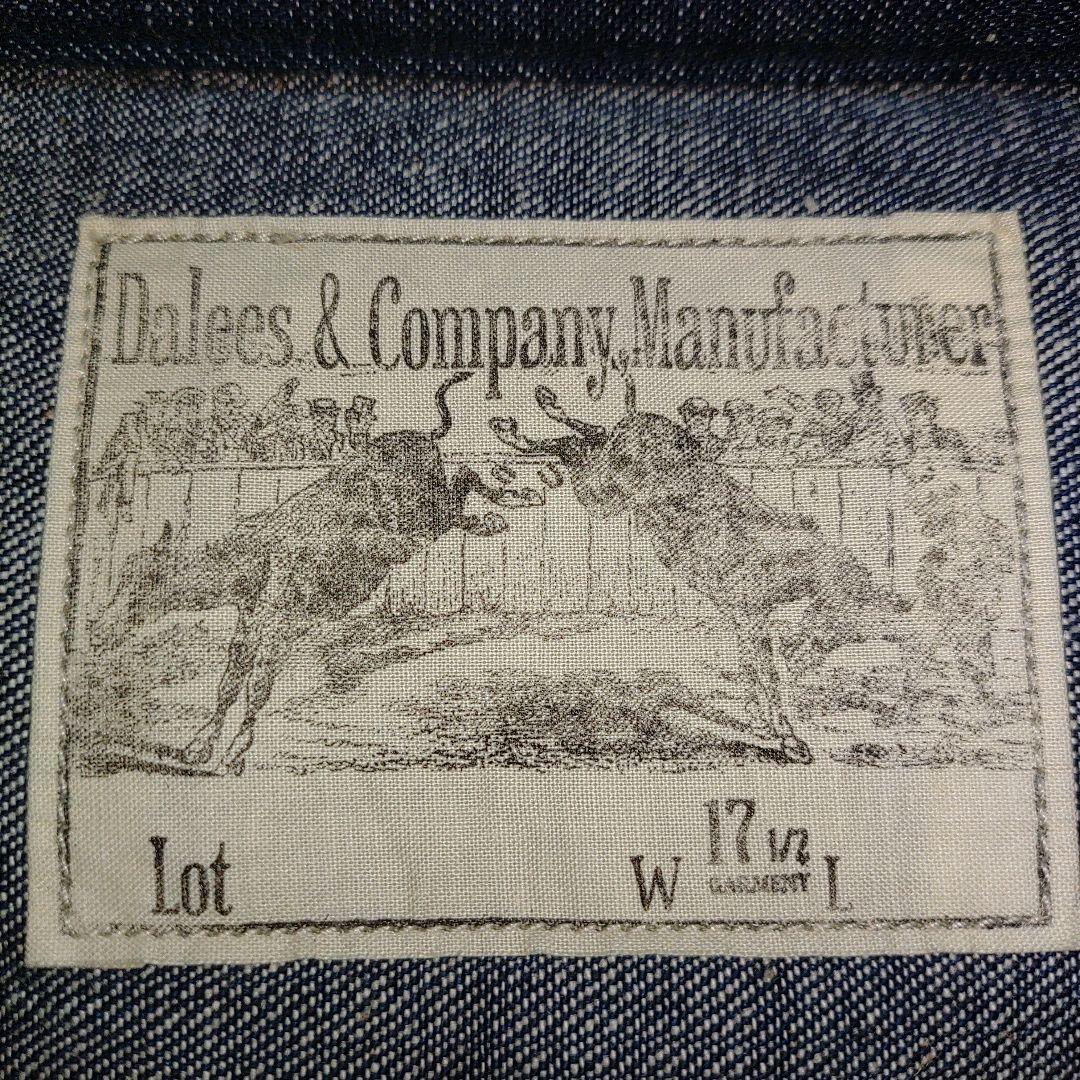 Dalees & Company, Manufacturer
Lot W 17 1/2 L
GARMENT